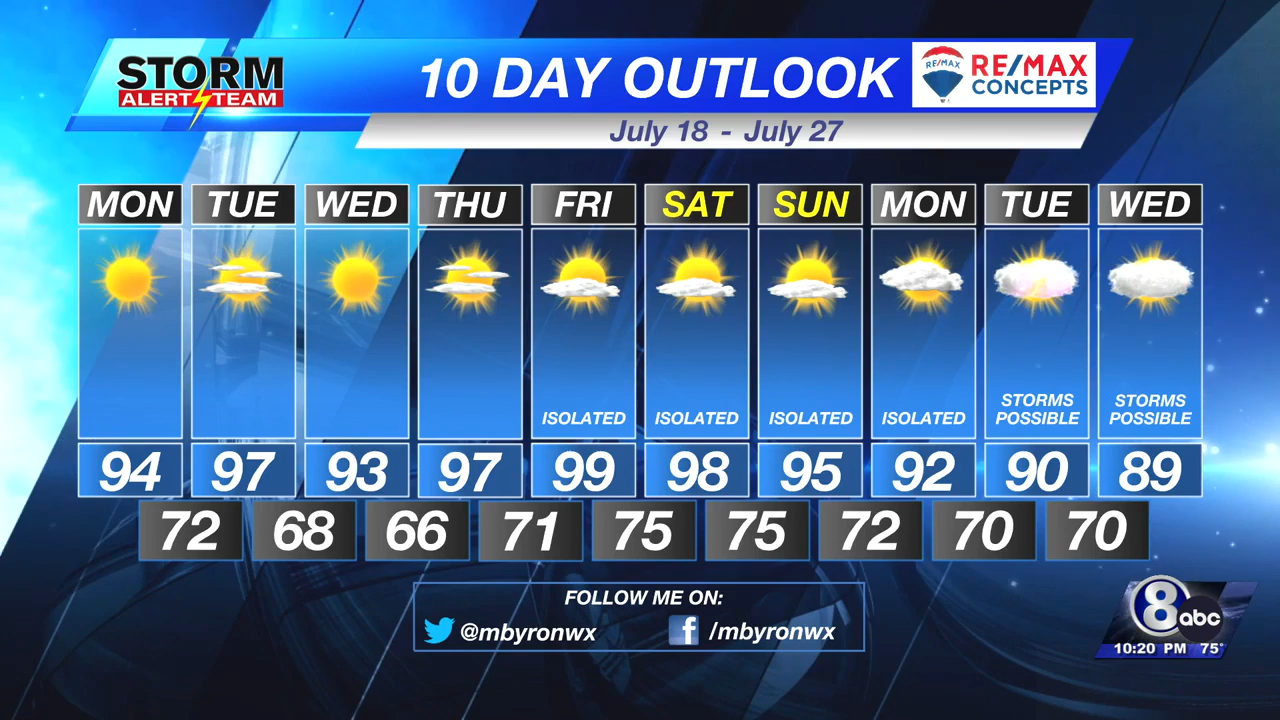 STORM
ALERT TEAM
10 DAY OUTLOOK
RE/MAX
RE/MAX
CONCEPTS
July 18 - July 27
MON TUE WED THU FRI SAT SUN MON TUE WED
ISOLATED ISOLATED ISOLATED ISOLATED STORMS POSSIBLE STORMS POSSIBLE
94 97 93 97 99 98 95 92 90 89
72 68 66 71 75 75 72 70 70
FOLLOW ME ON:
@mbyronwx f /mbyronwx
8 abc
10:20 PM 75°